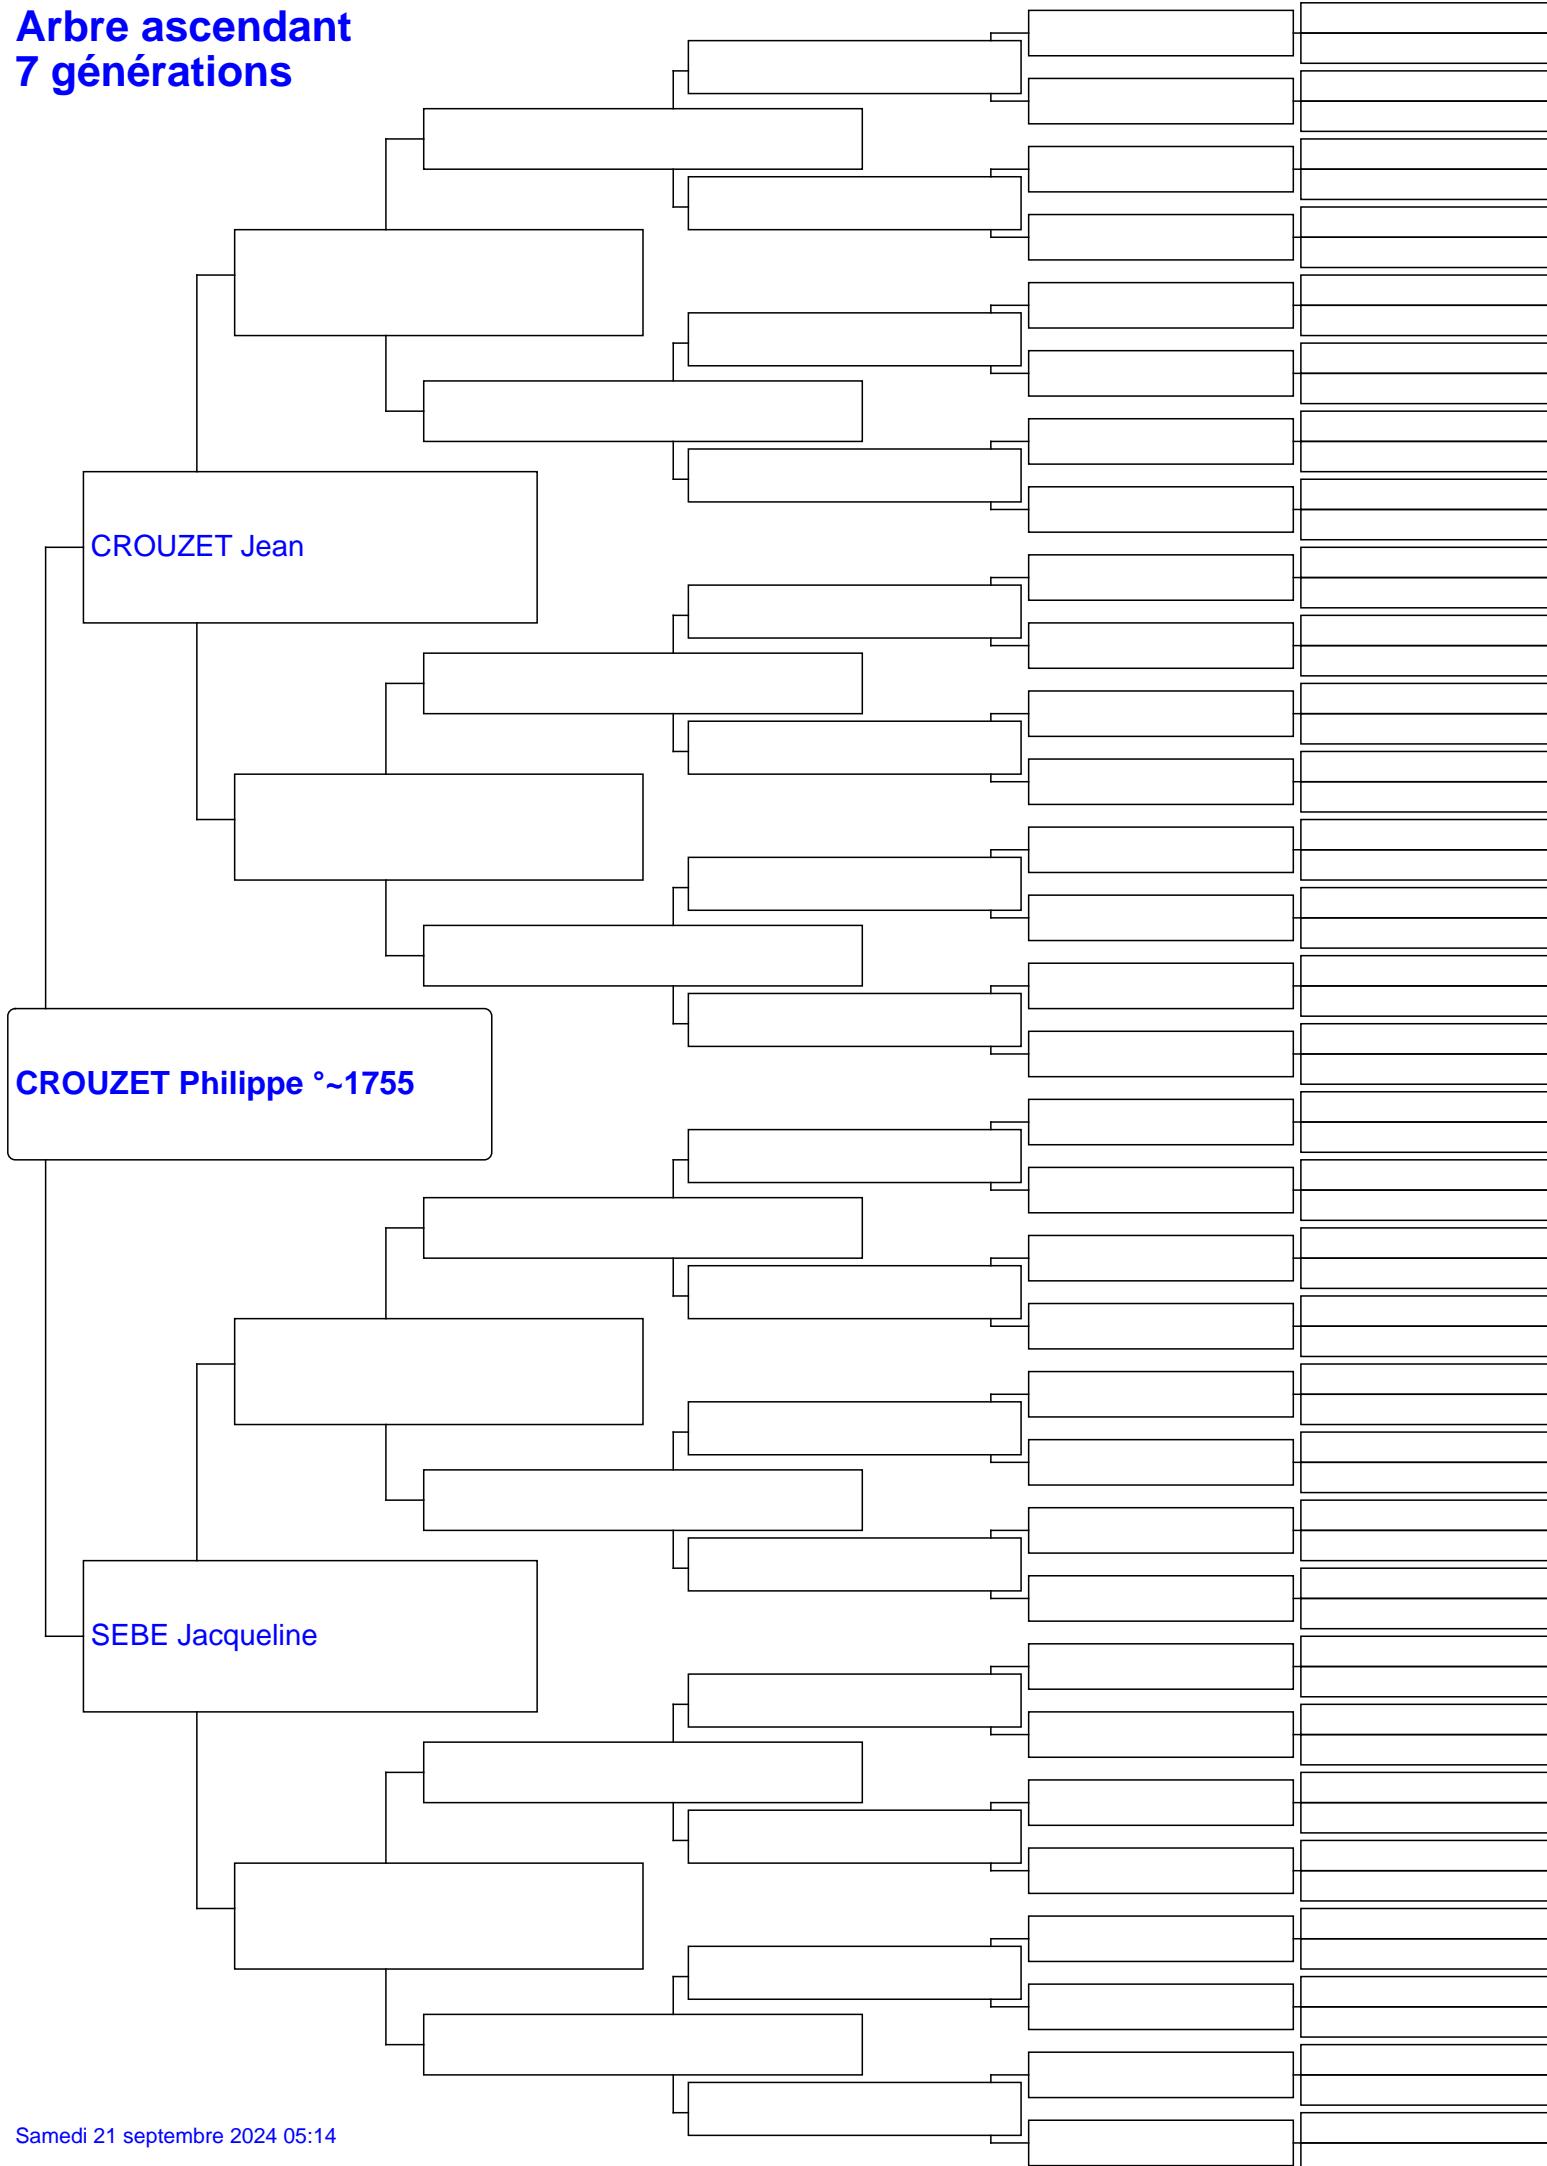 Arbre ascendant
7 générations
CROUZET Jean
CROUZET Philippe °~1755
SEBE Jacqueline
Samedi 21 septembre 2024 05:14